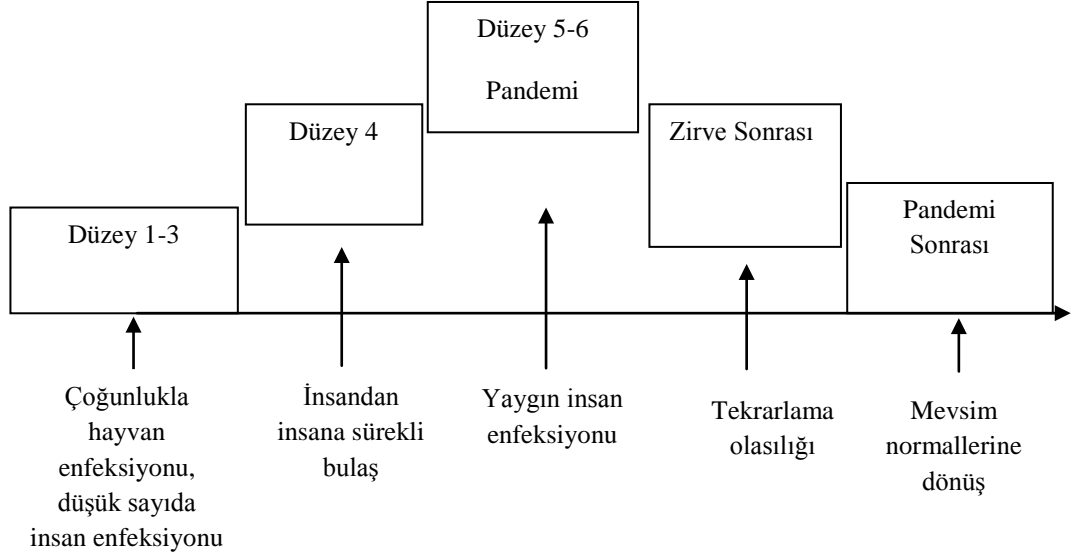 Düzey 5-6
Pandemi
Düzey 4
Zirve Sonrası
Düzey 1-3
Pandemi
Sonrası
Çoğunlukla
hayvan
enfeksiyonu,
düşük sayıda
insan enfeksiyonu
İnsandan
insana sürekli
bulaş
Yaygın insan
enfeksiyonu
Tekrarlama
olasılığı
Mevsim
normallerine
dönüş